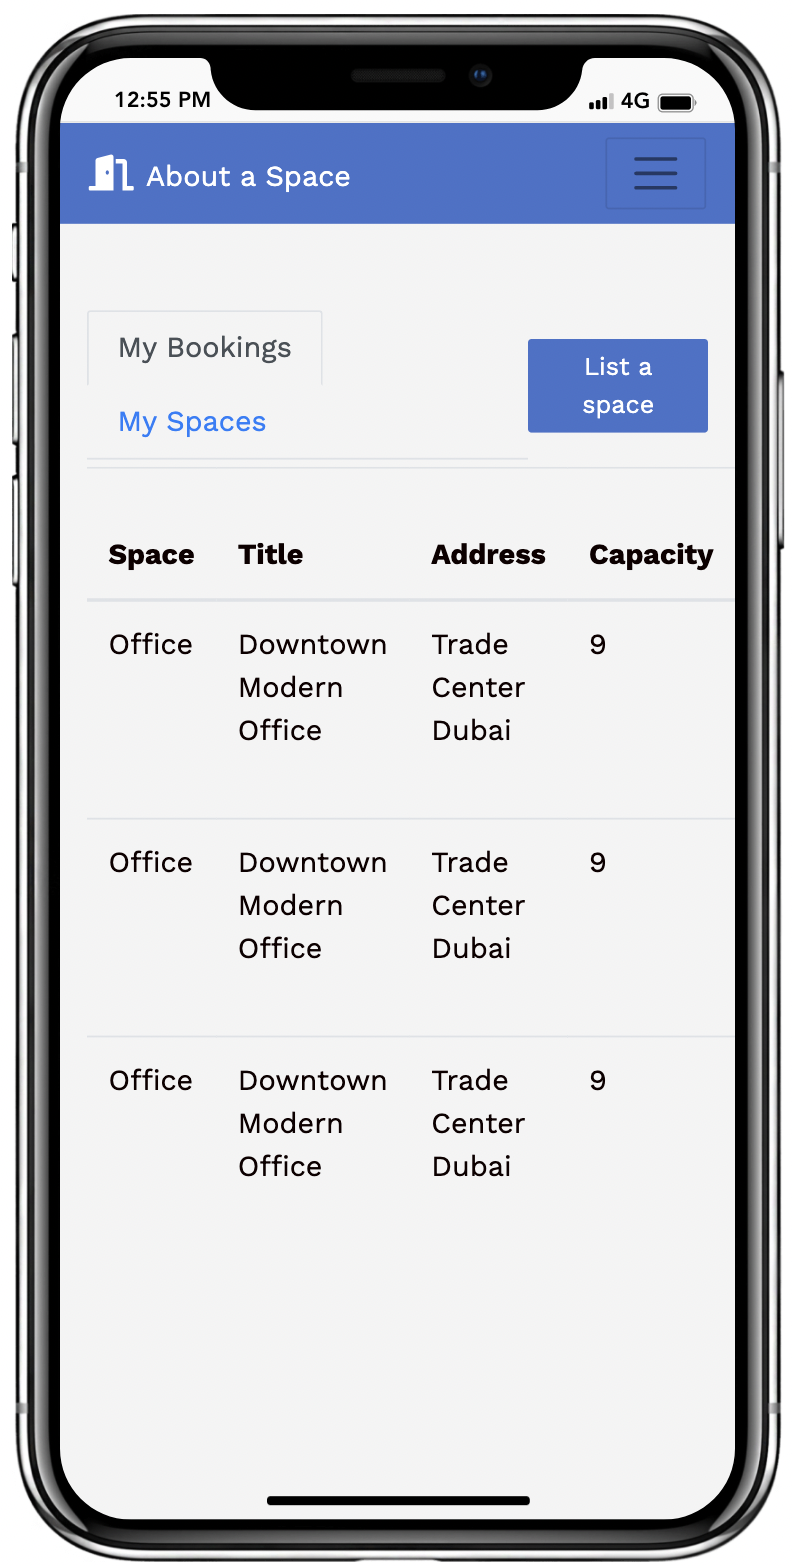 12:55 PM 4G
About a Space
My Bookings
My Spaces
List a
space
Space Title Address Capacity
Office Downtown Trade 9
Modern Center
Office Dubai
Office Downtown Trade 9
Modern Center
Office Dubai
Office Downtown Trade 9
Modern Center
Office Dubai